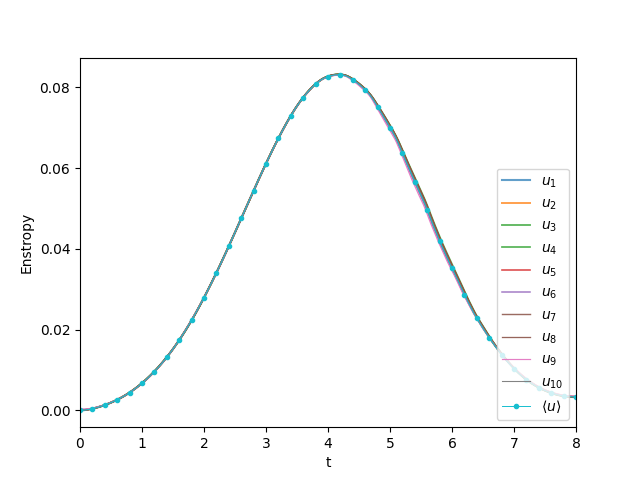 0.08
0.06
0.04
0.02
0.00
Enstropy
0 1 2 3 4 5 6 7 8
t
u₁
u₂
u₃
u₄
u₅
u₆
u₇
u₈
u₉
u₁₀
⟨u⟩